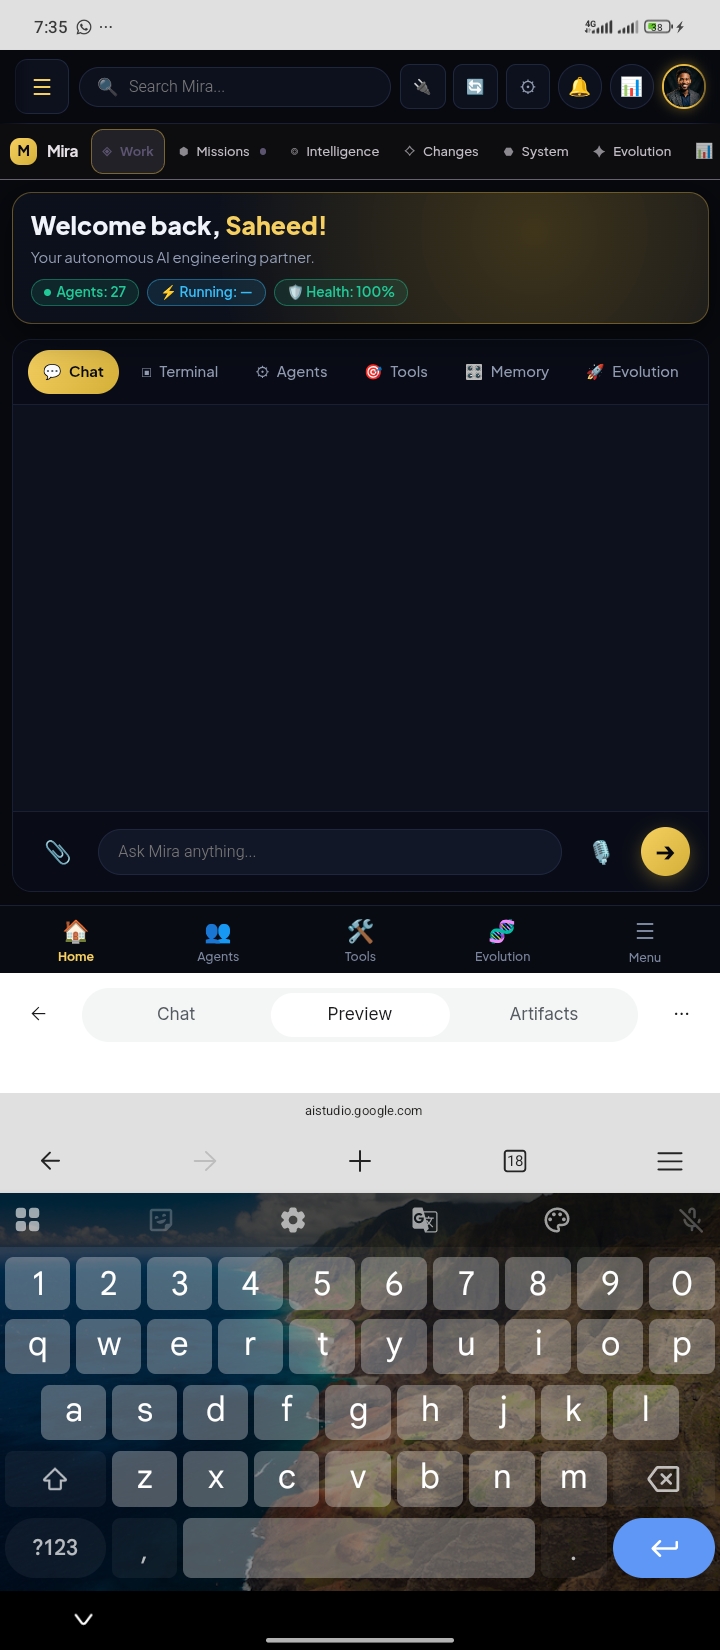 7:35
4G
38
Search Mira...
M Mira Work Missions Intelligence Changes System Evolution
Welcome back, Saheed!
Your autonomous AI engineering partner.
Agents: 27 Running: — Health: 100%
Chat Terminal Agents Tools Memory Evolution
Ask Mira anything...
Home Agents Tools Evolution Menu
Chat Preview Artifacts
aistudio.google.com
18
1 2 3 4 5 6 7 8 9 0
q w e r t y u i o p
a s d f g h j k l
z x c v b n m
?123 , .